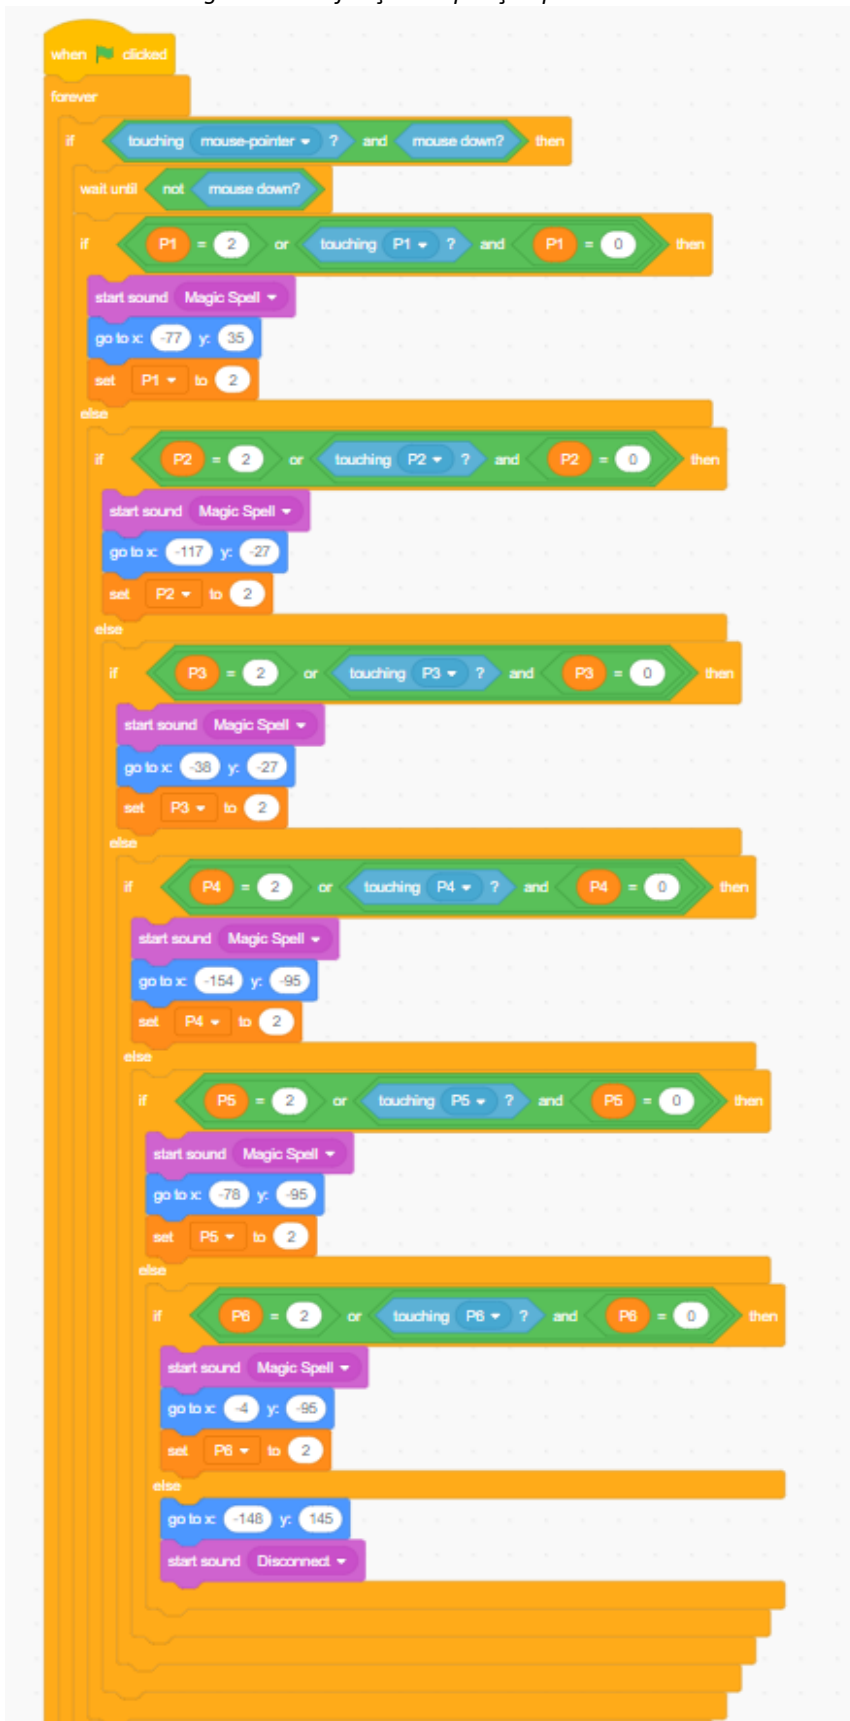 when clicked
forever
if touching mouse-pointer ? and mouse down? then
wait until not mouse down?
if P1 = 2 or touching P1 ? and P1 = 0 then
start sound Magic Spell
go to x: -77 y: 35
set P1 to 2
else
if P2 = 2 or touching P2 ? and P2 = 0 then
start sound Magic Spell
go to x: -117 y: -27
set P2 to 2
else
if P3 = 2 or touching P3 ? and P3 = 0 then
start sound Magic Spell
go to x: -38 y: -27
set P3 to 2
else
if P4 = 2 or touching P4 ? and P4 = 0 then
start sound Magic Spell
go to x: -154 y: -95
set P4 to 2
else
if P5 = 2 or touching P5 ? and P5 = 0 then
start sound Magic Spell
go to x: -78 y: -95
set P5 to 2
else
if P6 = 2 or touching P6 ? and P6 = 0 then
start sound Magic Spell
go to x: -4 y: -95
set P6 to 2
else
go to x: -148 y: 145
start sound Disconnect